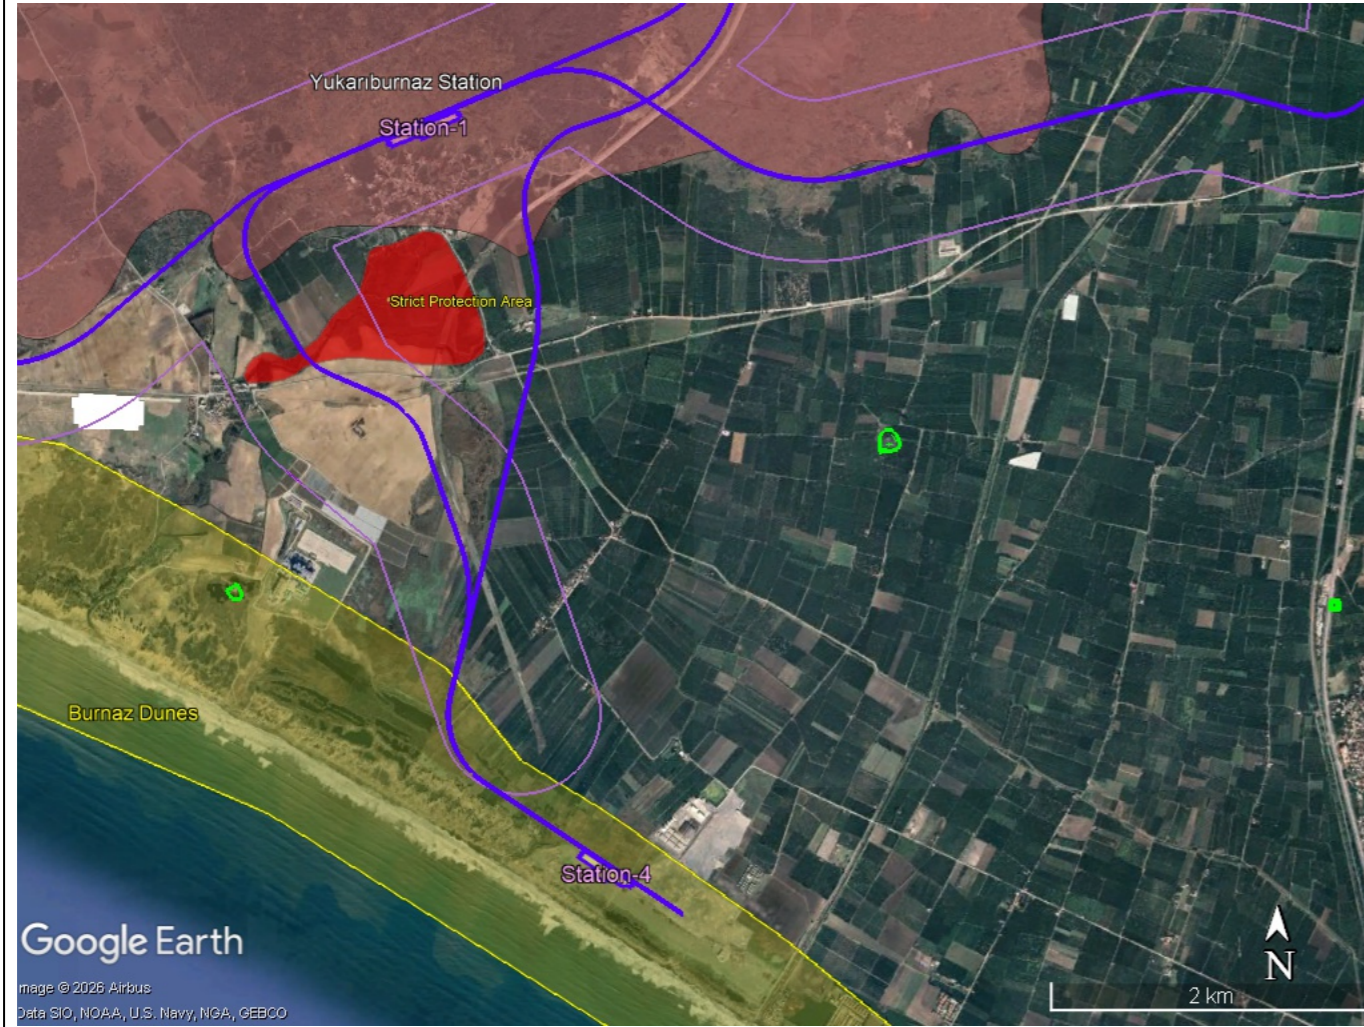 Yukarıburnaz Station
Station-1
Strict Protection Area
Burnaz Dunes
Station-4
Google Earth
mage © 2026 Airbus
Data SIO, NOAA, U.S. Navy, NGA, GEBCO
N
2 km